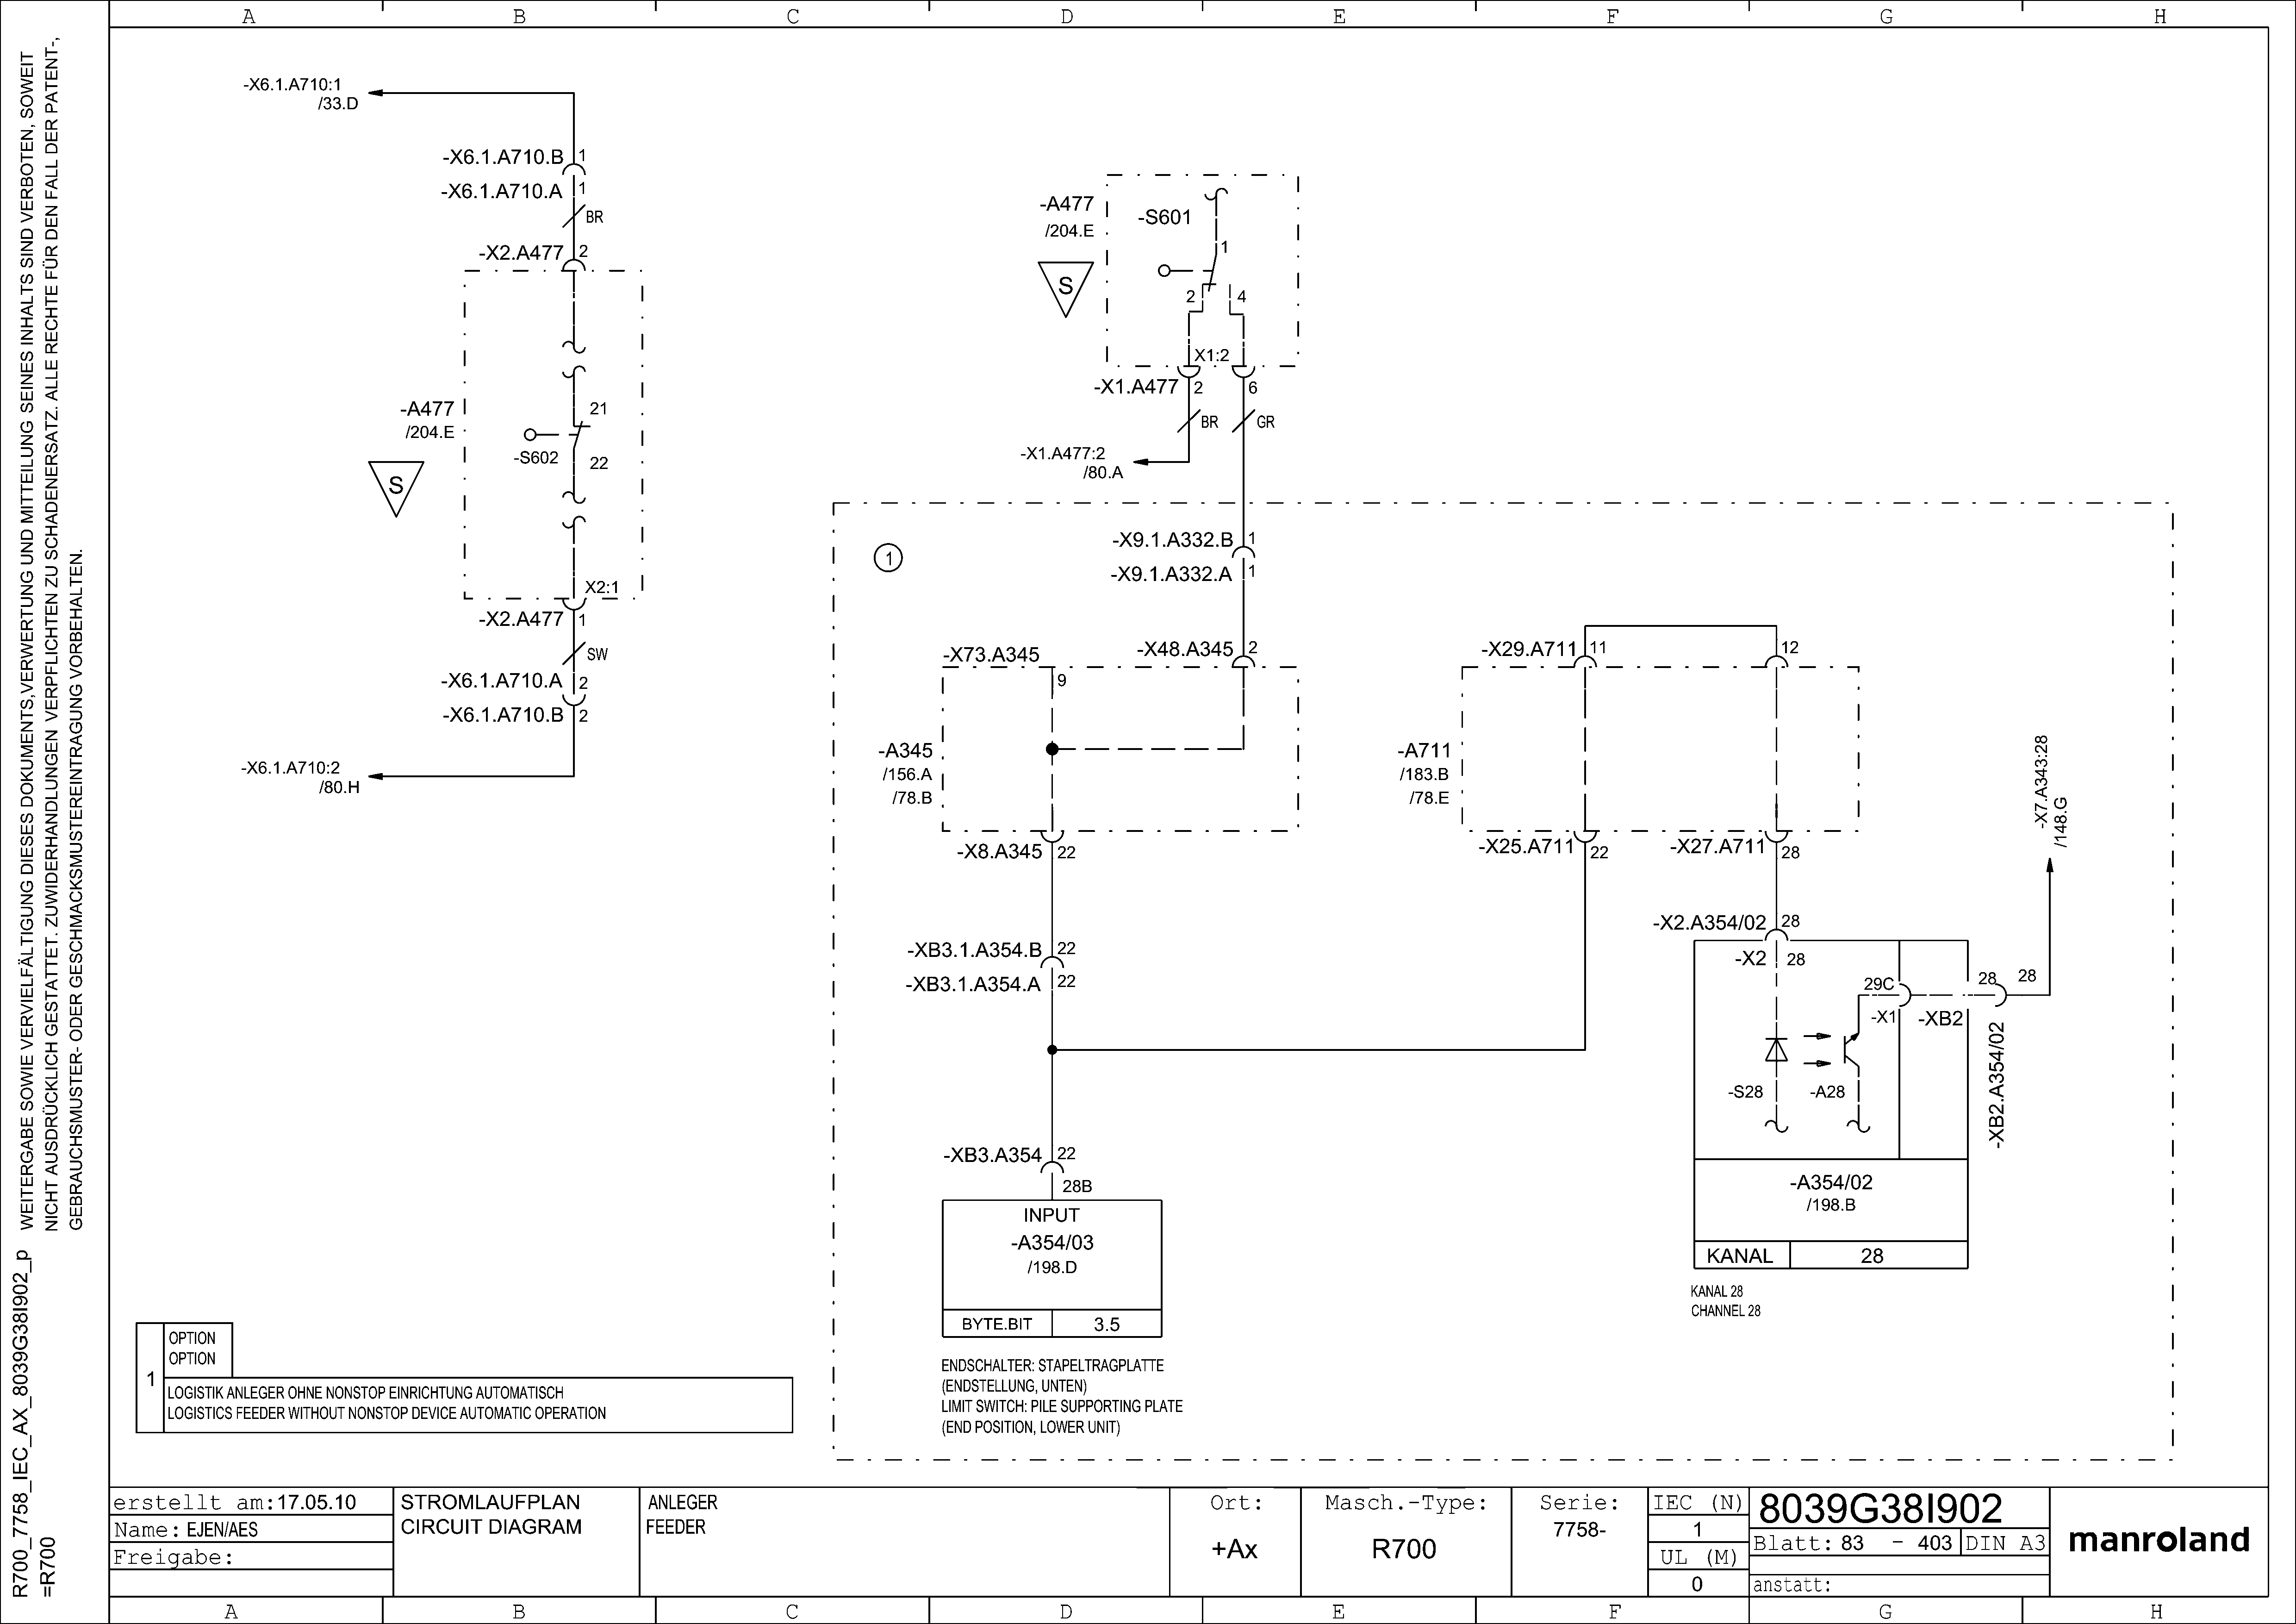 A B C D E F G H
WEITERGABE SOWIE VERVIELFÄLTIGUNG DIESES DOKUMENTS,VERWERTUNG UND MITTEILUNG SEINES INHALTS SIND VERBOTEN, SOWEIT
NICHT AUSDRÜCKLICH GESTATTET. ZUWIDERHANDLUNGEN VERPFLICHTEN ZU SCHADENERSATZ. ALLE RECHTE FÜR DEN FALL DER PATENT-,
GEBRAUCHSMUSTER- ODER GESCHMACKSMUSTEREINTRAGUNG VORBEHALTEN.
R700_7758_IEC_AX_8039G38I902_p
=R700
-X6.1.A710:1
/33.D
-X6.1.A710.B 1
-X6.1.A710.A 1
BR
-X2.A477 2
-A477
/204.E
21
-S602
22
S
X2:1
-X2.A477 1
SW
-X6.1.A710.A 2
-X6.1.A710.B 2
-X6.1.A710:2
/80.H
-A477
/204.E
-S601
1
S
2 4
X1:2
-X1.A477 2 6
BR GR
-X1.A477:2
/80.A
1
-X9.1.A332.B 1
-X9.1.A332.A 1
-X73.A345
-X48.A345 2
9
-A345
/156.A
/78.B
-X8.A345 22
-XB3.1.A354.B 22
-XB3.1.A354.A 22
-XB3.A354 22
28B
INPUT
-A354/03
/198.D
BYTE.BIT 3.5
ENDSCHALTER: STAPELTRAGPLATTE
(ENDSTELLUNG, UNTEN)
LIMIT SWITCH: PILE SUPPORTING PLATE
(END POSITION, LOWER UNIT)
-X29.A711 11 12
-A711
/183.B
/78.E
-X25.A711 22
-X27.A711 28
-X7.A343:28
/148.G
-X2.A354/02 28
-X2 28
29C 28 28
-X1 -XB2
-XB2.A354/02
-S28 -A28
-A354/02
/198.B
KANAL 28
KANAL 28
CHANNEL 28
1
OPTION
OPTION
LOGISTIK ANLEGER OHNE NONSTOP EINRICHTUNG AUTOMATISCH
LOGISTICS FEEDER WITHOUT NONSTOP DEVICE AUTOMATIC OPERATION
erstellt am:17.05.10
Name: EJEN/AES
Freigabe:
STROMLAUFPLAN
CIRCUIT DIAGRAM
ANLEGER
FEEDER
Ort:
+Ax
Masch.-Type:
R700
Serie:
7758-
IEC (N)
1
UL (M)
0
8039G38I902
Blatt: 83 - 403 DIN A3
anstatt:
manroland
A B C D E F G H